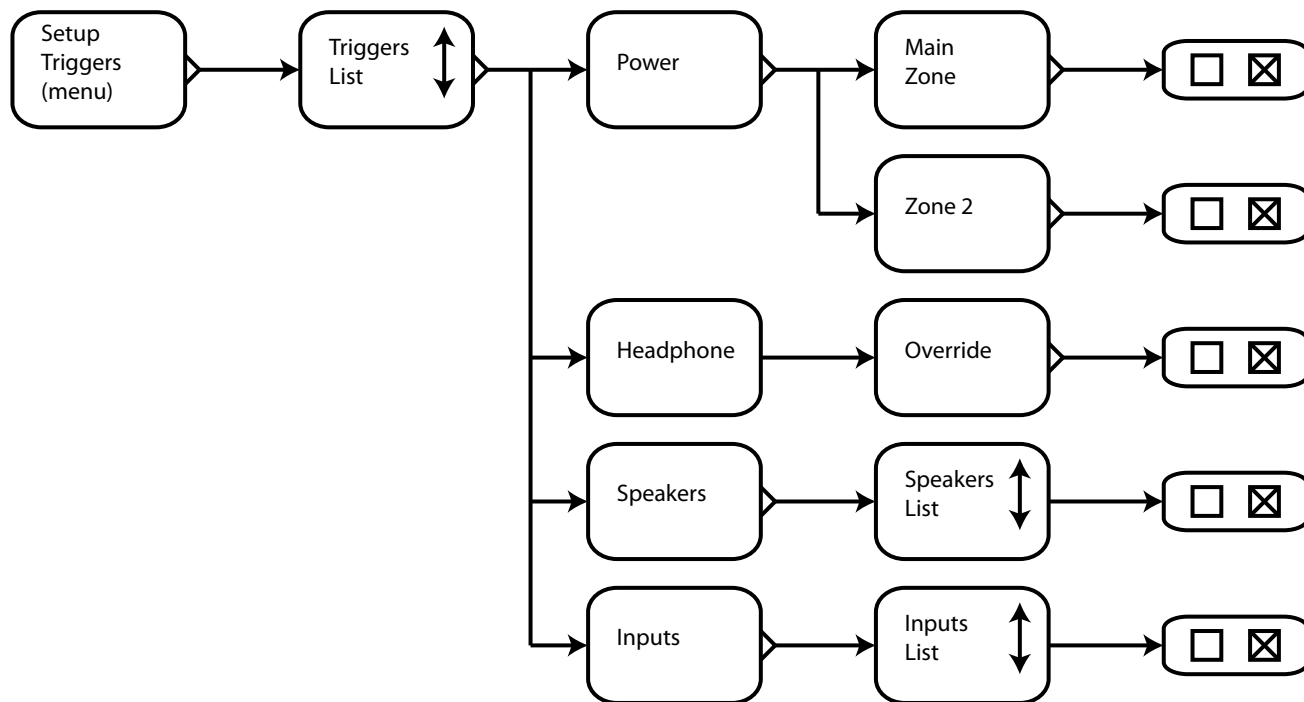 Setup
Triggers
(menu)
Triggers
List
Power
Main
Zone
Zone 2
Headphone
Override
Speakers
Speakers
List
Inputs
Inputs
List